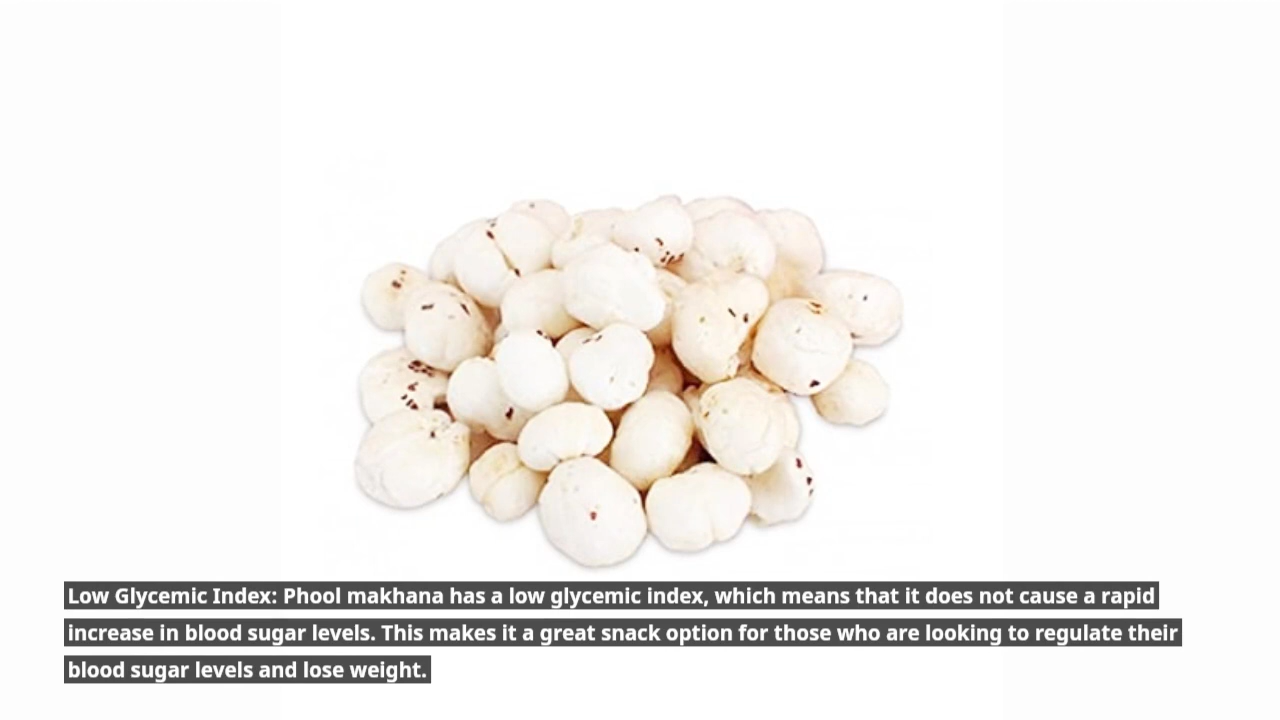 Low Glycemic Index: Phool makhana has a low glycemic index, which means that it does not cause a rapid
increase in blood sugar levels. This makes it a great snack option for those who are looking to regulate their
blood sugar levels and lose weight.